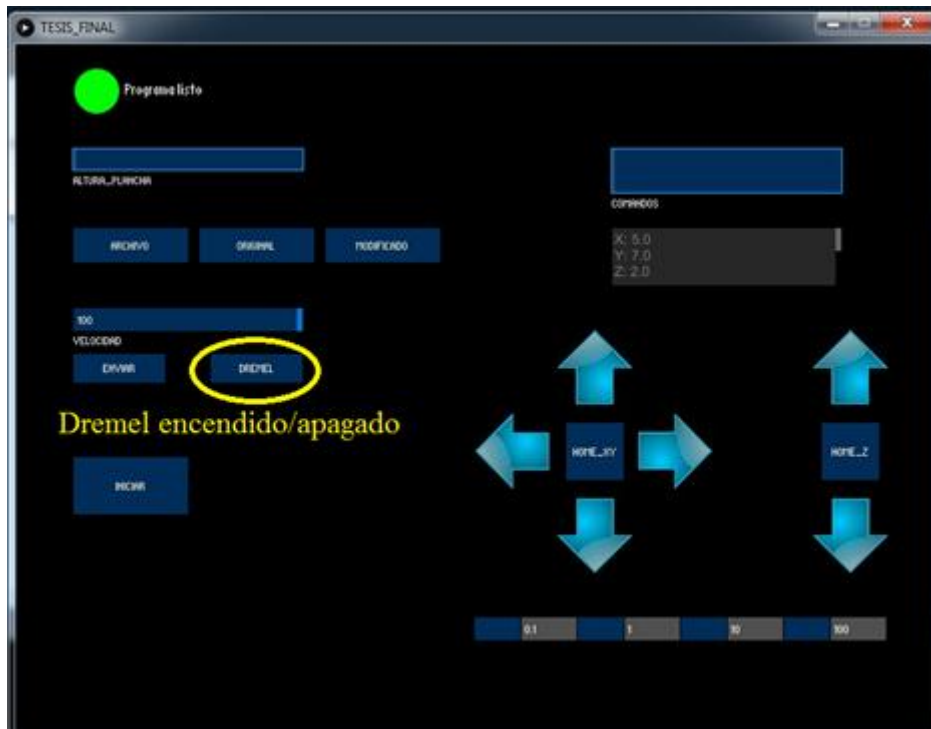 TESIS_FINAL
Programa listo
ALTURA_PLANCHA
COMANDOS
ARCHIVO
ORIGINAL
MODIFICADO
X: 5.0
Y: 7.0
Z: 2.0
100
VELOCIDAD
ENVIAR
DREMEL
Dremel encendido/apagado
HOME_XY
HOME_Z
INICIAR
0.1
1
10
100